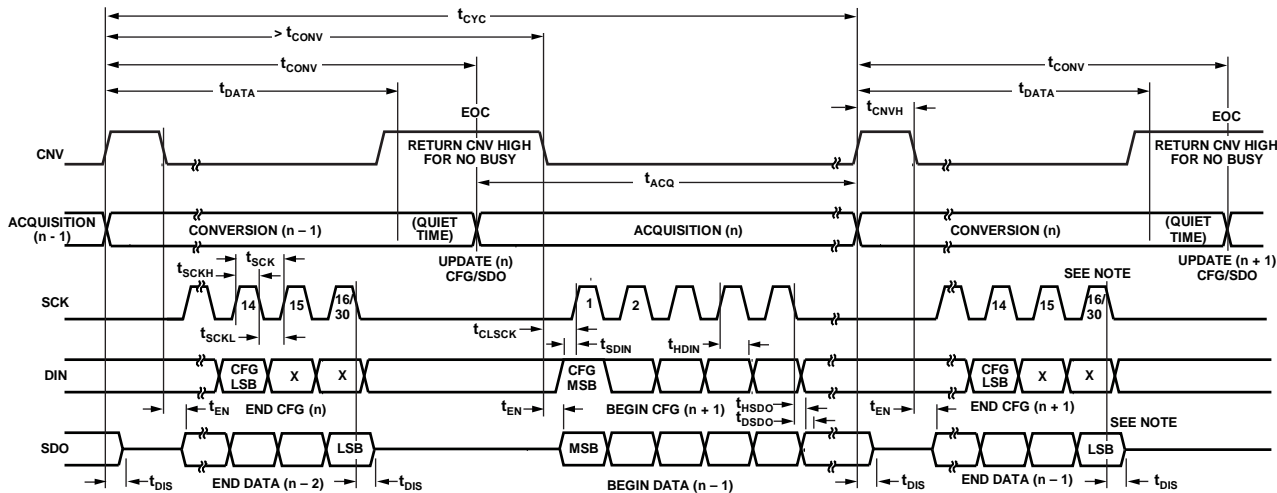 tCYC
> tCONV
tCONV
tCONV
tDATA
tDATA
tCNVH
EOC
EOC
CNV
RETURN CNV HIGH
FOR NO BUSY
RETURN CNV HIGH
FOR NO BUSY
tACQ
ACQUISITION
(n - 1)
CONVERSION (n – 1)
(QUIET
TIME)
ACQUISITION (n)
CONVERSION (n)
(QUIET
TIME)
UPDATE (n)
CFG/SDO
UPDATE (n + 1)
CFG/SDO
tSCK
tSCKH
SEE NOTE
SCK
14
15
16/
30
1
2
14
15
16/
30
tSCKL
tCLSCK
tSDIN
tHDIN
DIN
CFG
LSB
X
X
CFG
MSB
CFG
LSB
X
X
tEN
END CFG (n)
tEN
BEGIN CFG (n + 1)
tHSDO
tDSDO
tEN
END CFG (n + 1)
SEE NOTE
SDO
LSB
MSB
LSB
tDIS
END DATA (n – 2)
tDIS
BEGIN DATA (n – 1)
tDIS
END DATA (n – 1)
tDIS